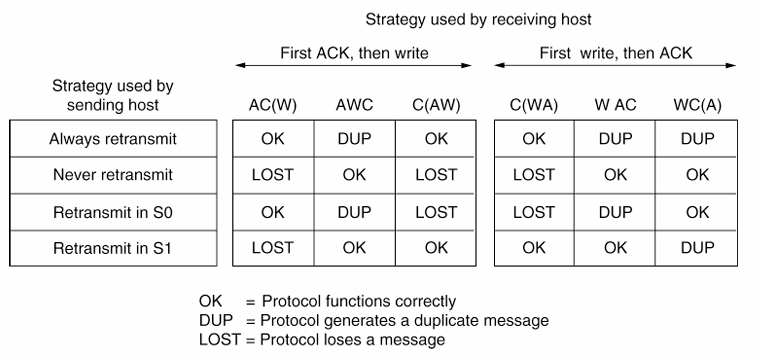 Strategy used by receiving host
First ACK, then write First write, then ACK
Strategy used by
sending host
AC(W) AWC C(AW) C(WA) W AC WC(A)
Always retransmit OK DUP OK OK DUP DUP
Never retransmit LOST OK LOST LOST OK OK
Retransmit in S0 OK DUP LOST LOST DUP OK
Retransmit in S1 LOST OK OK OK OK DUP
OK = Protocol functions correctly
DUP = Protocol generates a duplicate message
LOST = Protocol loses a message